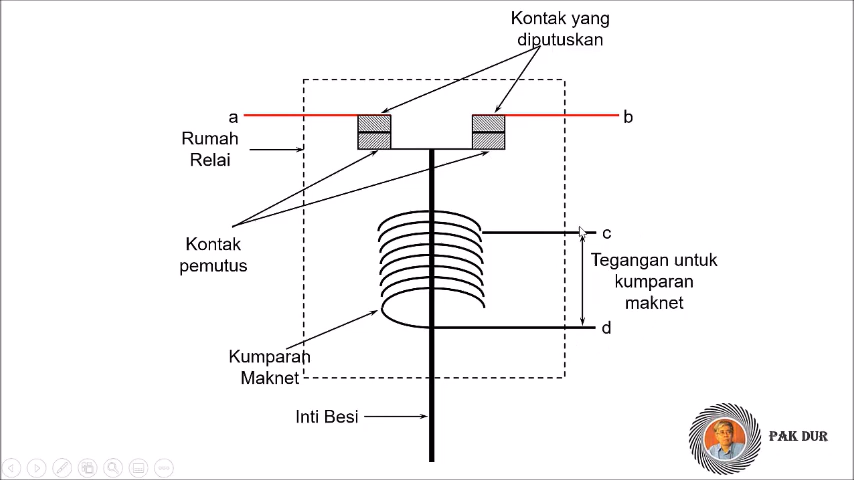 Kontak yang
diputuskan
a
b
Rumah
Relai
Kontak
pemutus
c
Tegangan untuk
kumparan
maknet
d
Kumparan
Maknet
Inti Besi
PAK DUR